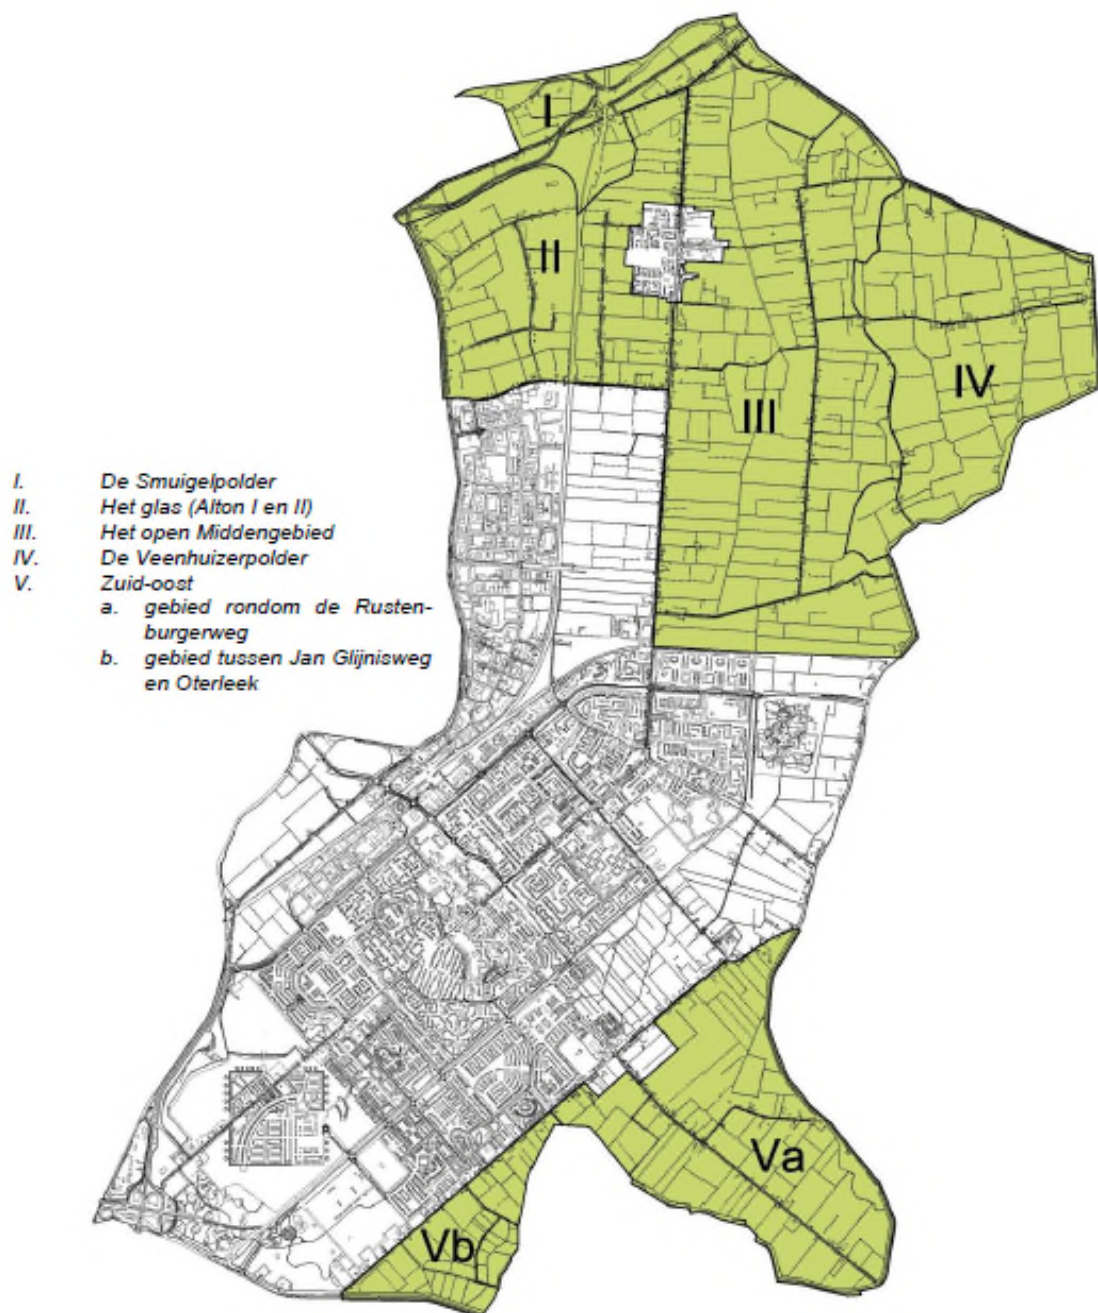 I
II
IV
III
I. De Smuigelpolder
II. Het glas (Alton I en II)
III. Het open Middengebied
IV. De Veenhuizerpolder
V. Zuid-oost
a. gebied rondom de Rusten-
burgerweg
b. gebied tussen Jan Glijnisweg
en Oterleek
Va
Vb